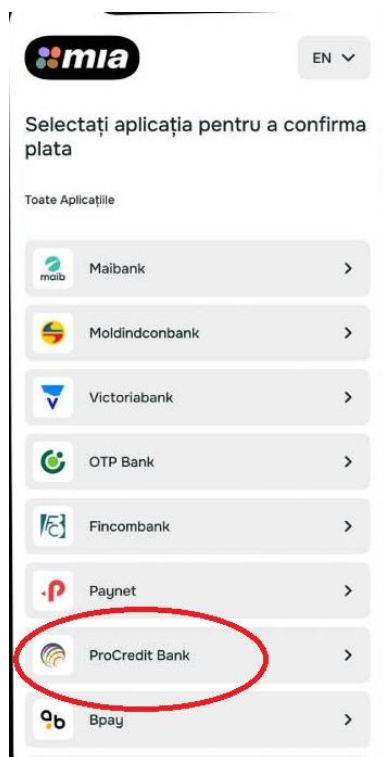 mia
EN
Selectați aplicația pentru a confirma
plata
Toate Aplicațiile
maib
Maibank
Moldindconbank
Victoriabank
OTP Bank
Fincombank
Paynet
ProCredit Bank
Bpay